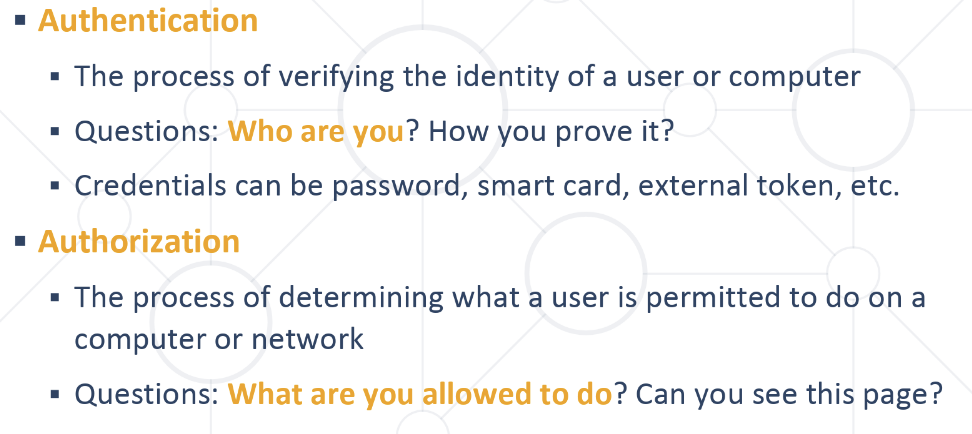 ▪ Authentication
▪ The process of verifying the identity of a user or computer
▪ Questions: Who are you? How you prove it?
▪ Credentials can be password, smart card, external token, etc.
▪ Authorization
▪ The process of determining what a user is permitted to do on a
computer or network
▪ Questions: What are you allowed to do? Can you see this page?